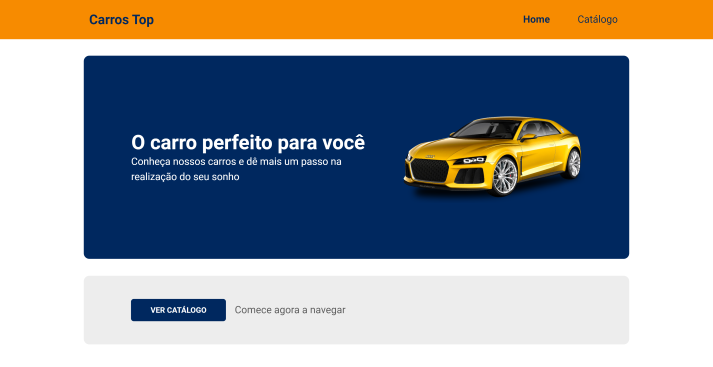 Carros Top
Home
Catálogo
O carro perfeito para você
Conheça nossos carros e dê mais um passo na
realização do seu sonho
VER CATÁLOGO
Comece agora a navegar